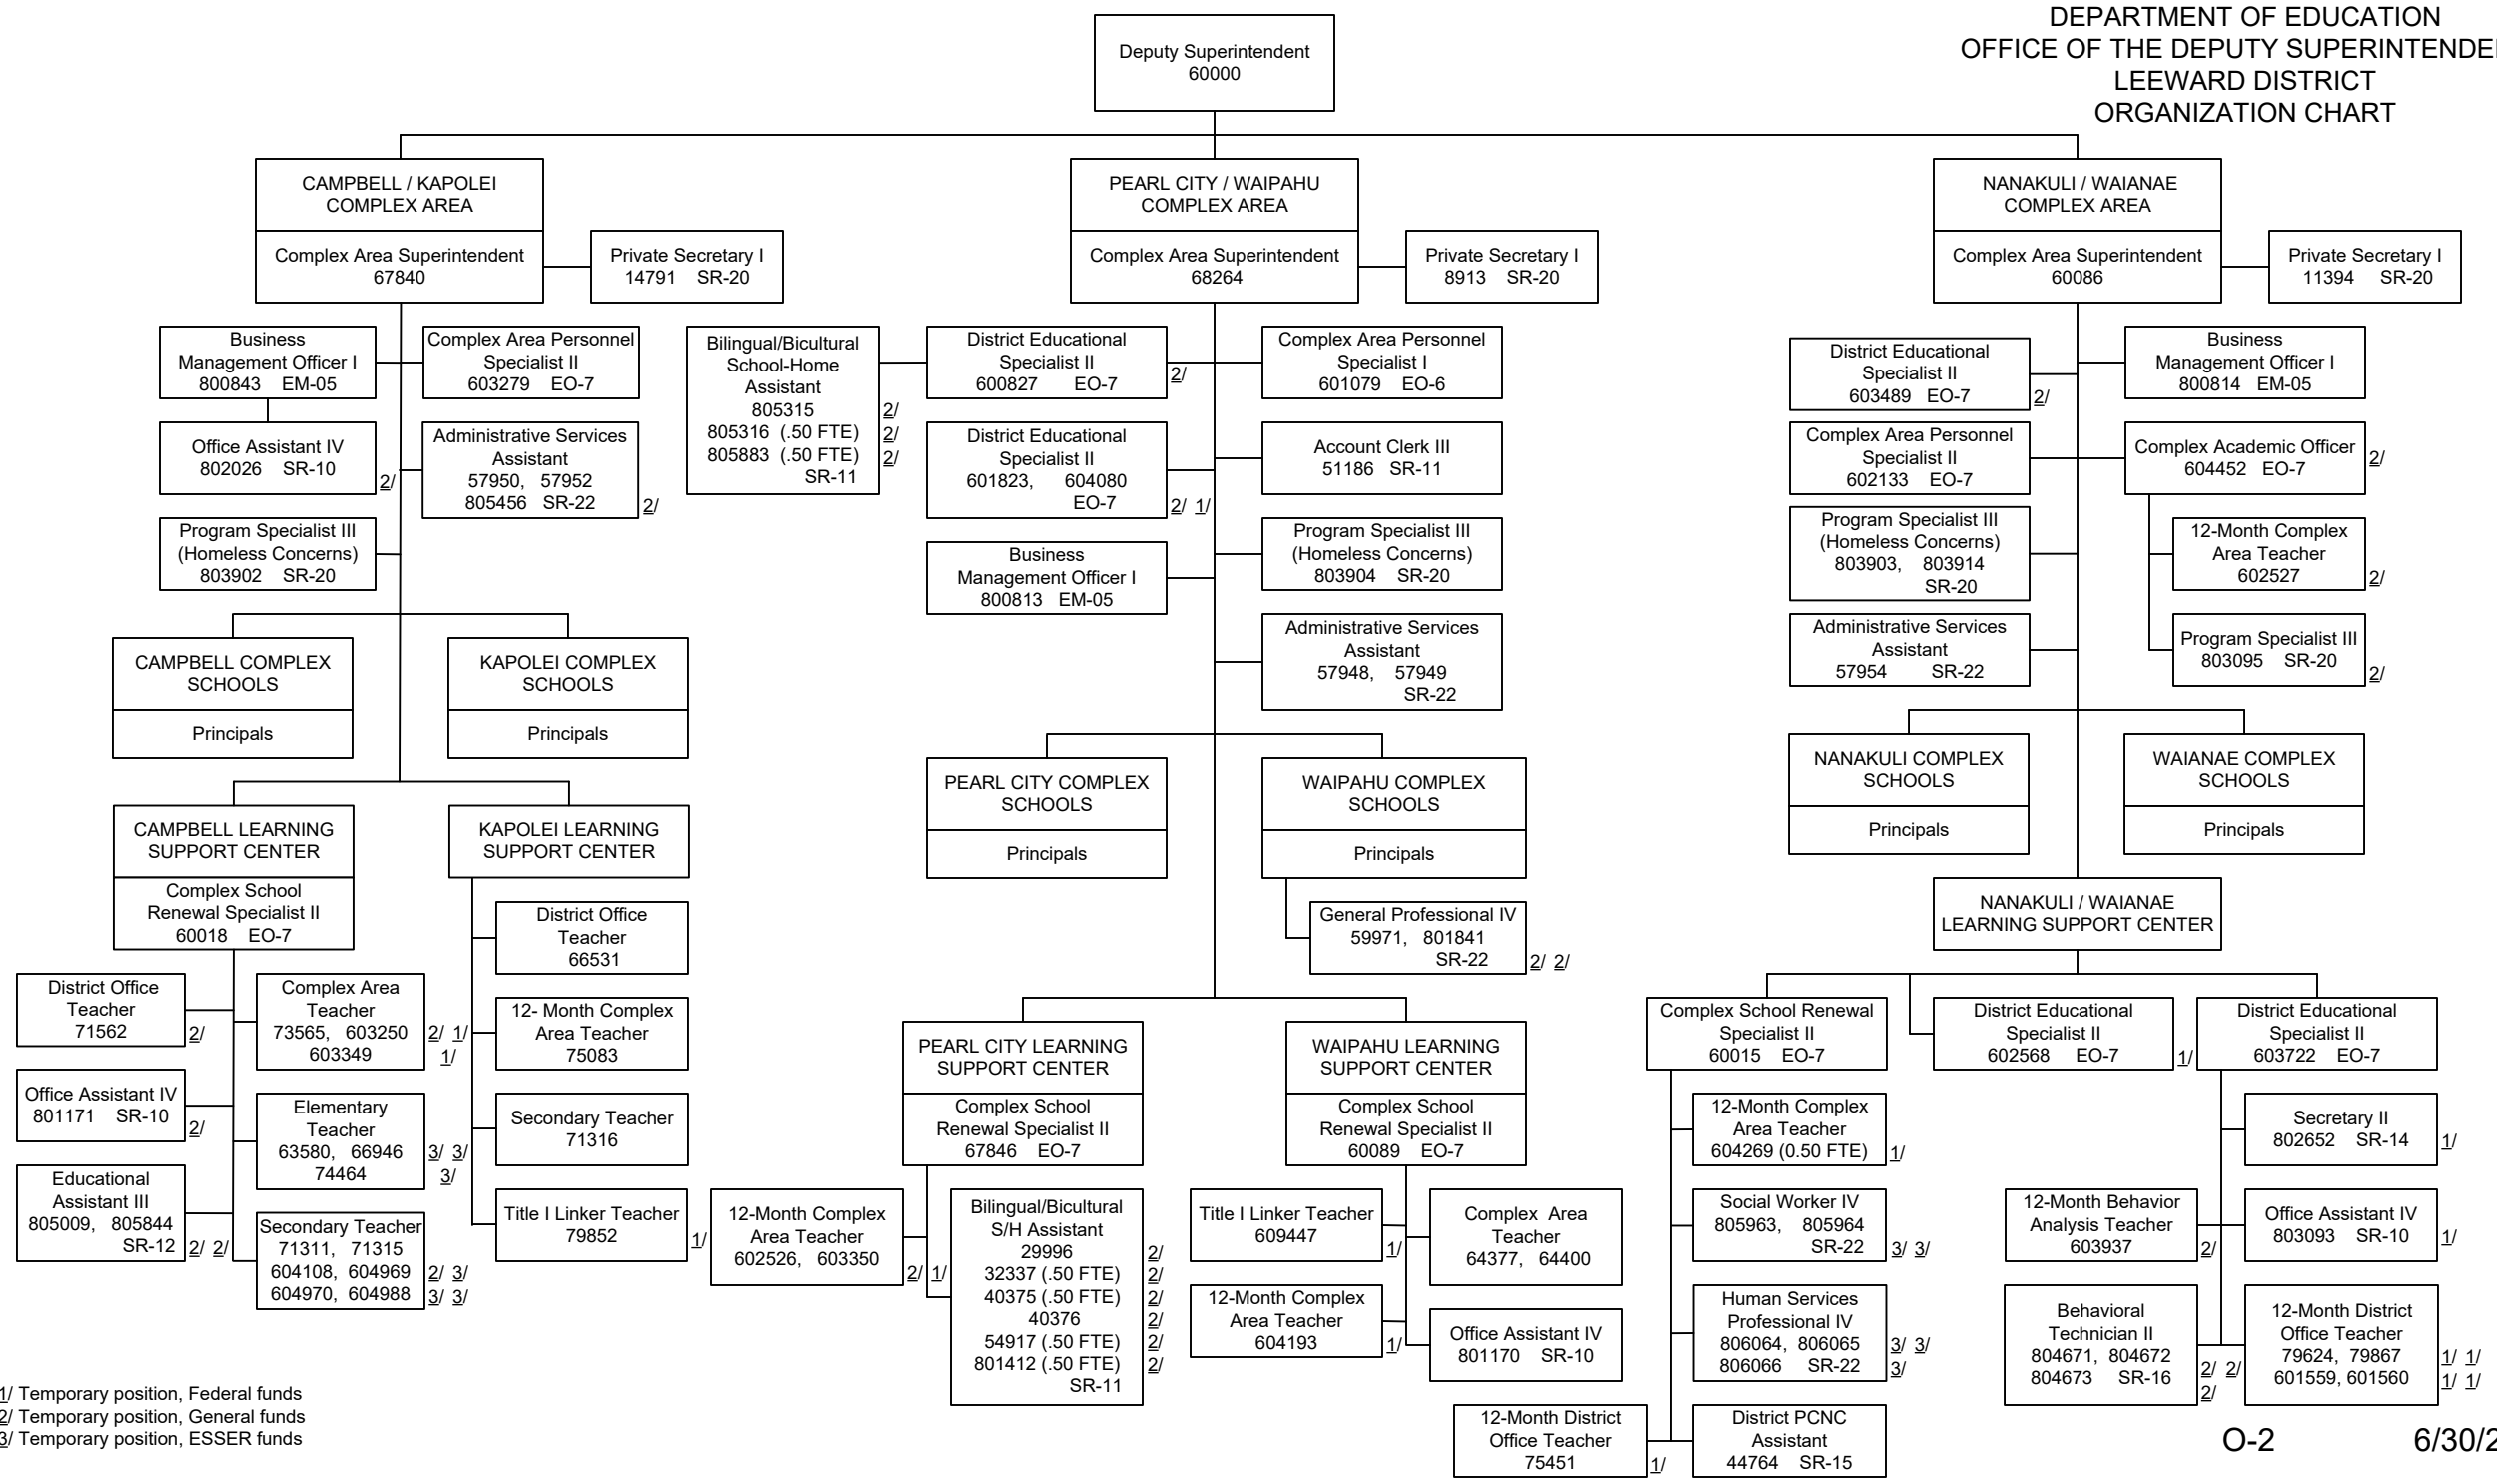 DEPARTMENT OF EDUCATION
OFFICE OF THE DEPUTY
LEEWARD DISTRICT
ORGANIZATION CHART
Deputy Superintendent
60000
CAMPBELL / KAPOLEI
COMPLEX AREA
Complex Area Superintendent
67840
Private Secretary I
14791 SR-20
Business
Management Officer I
800843 EM-05
Complex Area Personnel
Specialist II
603279 EO-7
Office Assistant IV
802026 SR-10
2/
Administrative Services
Assistant
57950, 57952
805456 SR-22 2/
Program Specialist III
(Homeless Concerns)
803902 SR-20
CAMPBELL COMPLEX
SCHOOLS
Principals
KAPOLEI COMPLEX
SCHOOLS
Principals
CAMPBELL LEARNING
SUPPORT CENTER
Complex School
Renewal Specialist II
60018 EO-7
District Office
Teacher
71562 2/
Office Assistant IV
801171 SR-10
2/
Educational
Assistant III
805009, 805844
SR-12 2/ 2/
Complex Area
Teacher
73565, 603250 2/ 1/
603349 1/
Elementary
Teacher
63580, 66946 3/ 3/
74464 3/
Secondary Teacher
71311, 71315
604108, 604969 2/ 3/
604970, 604988 3/ 3/
KAPOLEI LEARNING
SUPPORT CENTER
District Office
Teacher
66531
12- Month Complex
Area Teacher
75083
Secondary Teacher
71316
Title I Linker Teacher
79852 1/
PEARL CITY / WAIPAHU
COMPLEX AREA
Complex Area Superintendent
68264
Private Secretary I
8913 SR-20
Bilingual/Bicultural
School-Home
Assistant
805315 2/
805316 (.50 FTE) 2/
805883 (.50 FTE) 2/
SR-11
District Educational
Specialist II
600827 EO-7 2/
Complex Area Personnel
Specialist I
601079 EO-6
District Educational
Specialist II
601823, 604080
EO-7 2/ 1/
Account Clerk III
51186 SR-11
Business
Management Officer I
800813 EM-05
Program Specialist III
(Homeless Concerns)
803904 SR-20
Administrative Services
Assistant
57948, 57949
SR-22
PEARL CITY COMPLEX
SCHOOLS
Principals
WAIPAHU COMPLEX
SCHOOLS
Principals
General Professional IV
59971, 801841
SR-22 2/ 2/
PEARL CITY LEARNING
SUPPORT CENTER
Complex School
Renewal Specialist II
67846 EO-7
12-Month Complex
Area Teacher
602526, 603350 2/ 1/
Bilingual/Bicultural
S/H Assistant
29996 2/
32337 (.50 FTE) 2/
40375 (.50 FTE) 2/
40376 2/
54917 (.50 FTE) 2/
801412 (.50 FTE) 2/
SR-11
WAIPAHU LEARNING
SUPPORT CENTER
Complex School
Renewal Specialist II
60089 EO-7
Title I Linker Teacher
609447 1/
Complex Area
Teacher
64377, 64400
12-Month Complex
Area Teacher
604193 1/
Office Assistant IV
801170 SR-10
NANAKULI / WAIANAE
COMPLEX AREA
Complex Area Superintendent
60086
Private Secretary I
11394 SR-20
District Educational
Specialist II
603489 EO-7 2/
Business
Management Officer I
800814 EM-05
Complex Area Personnel
Specialist II
602133 EO-7
Complex Academic Officer
604452 EO-7 2/
Program Specialist III
(Homeless Concerns)
803903, 803914
SR-20
12-Month Complex
Area Teacher
602527 2/
Administrative Services
Assistant
57954 SR-22
Program Specialist III
803095 SR-20
2/
NANAKULI COMPLEX
SCHOOLS
Principals
WAIANAE COMPLEX
SCHOOLS
Principals
NANAKULI / WAIANAE
LEARNING SUPPORT CENTER
Complex School Renewal
Specialist II
60015 EO-7
12-Month Complex
Area Teacher
604269 (0.50 FTE) 1/
Social Worker IV
805963, 805964
SR-22 3/ 3/
Human Services
Professional IV
806064, 806065 3/ 3/
806066 SR-22 3/
12-Month District
Office Teacher
75451 1/
District PCNC
Assistant
44764 SR-15
District Educational
Specialist II
602568 EO-7 1/
District Educational
Specialist II
603722 EO-7
Secretary II
802652 SR-14 1/
12-Month Behavior
Analysis Teacher
603937 2/
Office Assistant IV
803093 SR-10 1/
Behavioral
Technician II
804671, 804672
804673 SR-16 2/ 2/
2/
12-Month District
Office Teacher
79624, 79867 1/ 1/
601559, 601560 1/ 1/
1/ Temporary position, Federal funds
2/ Temporary position, General funds
3/ Temporary position, ESSER funds
O-2